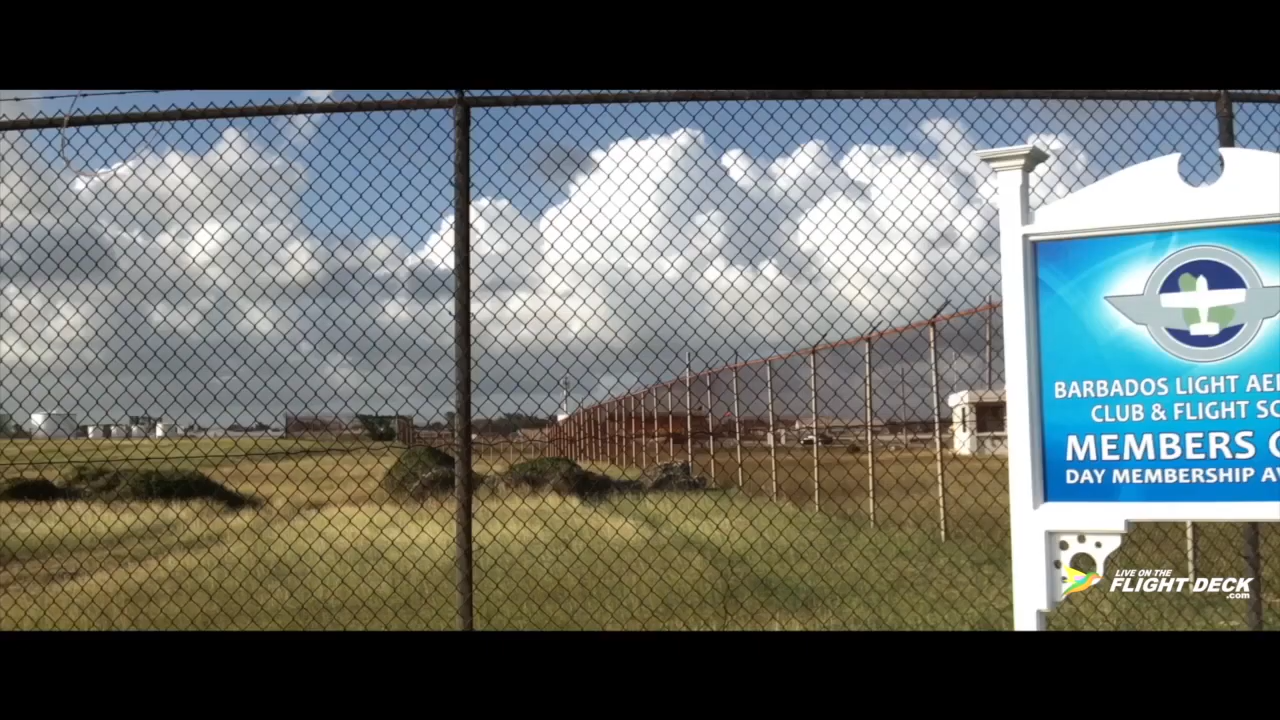 BARBADOS LIGHT AE
CLUB & FLIGHT SC
MEMBERS
DAY MEMBERSHIP
LIVE ON THE
FLIGHT DECK
.com